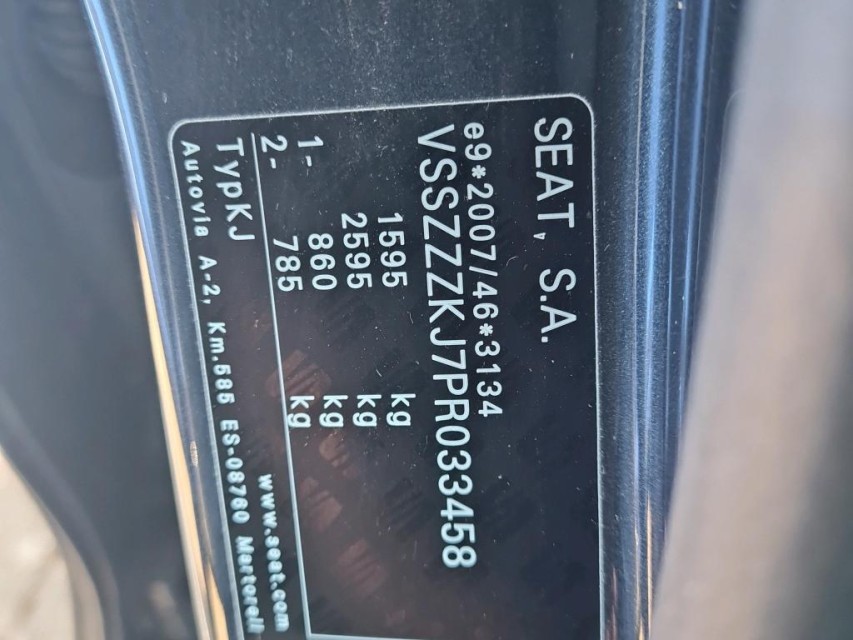 SEAT, S.A.
e9*2007/46*3134
VSSZZZKJ7PR033458
1595 kg
2595 kg
1- 860 kg
2- 785 kg
TypKJ www.seat.com
Autovia A-2, Km.585 ES-08760 Martorell